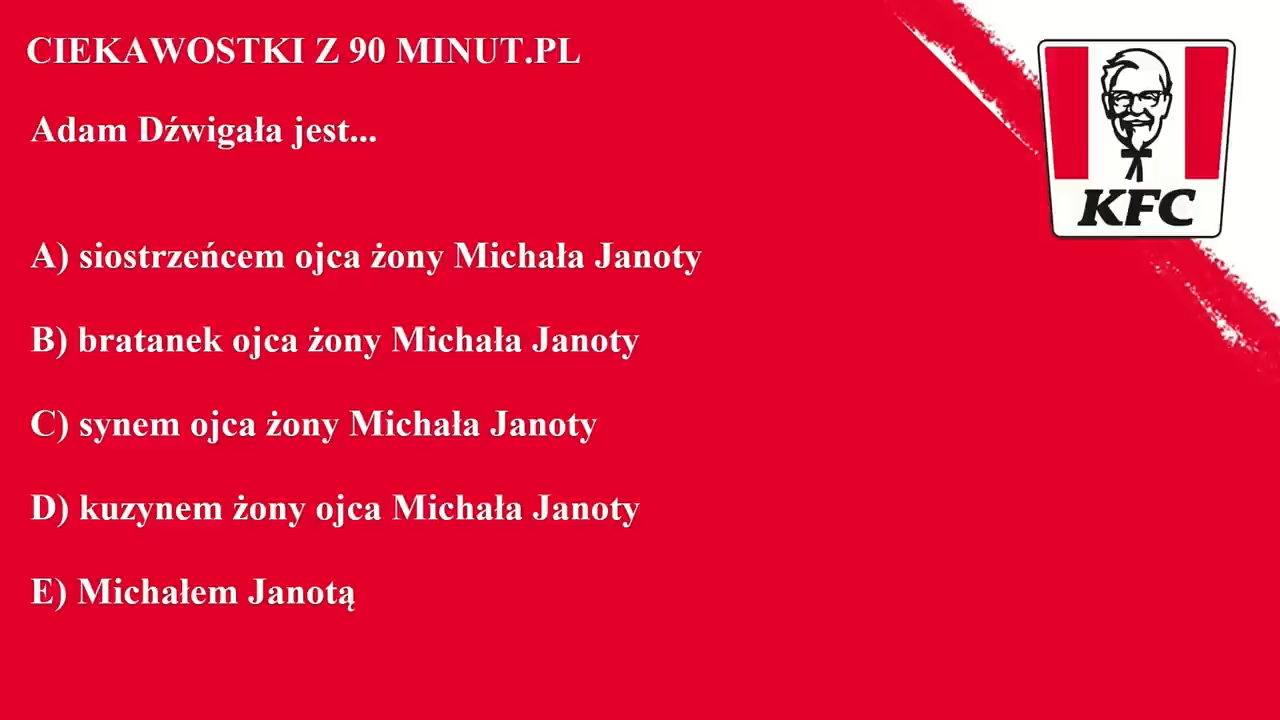 CIEKAWOSTKI Z 90 MINUT.PL
Adam Dźwigała jest...
A) siostrzeńcem ojca żony Michała Janoty
B) bratanek ojca żony Michała Janoty
C) synem ojca żony Michała Janoty
D) kuzynem żony ojca Michała Janoty
E) Michałem Janotą
KFC